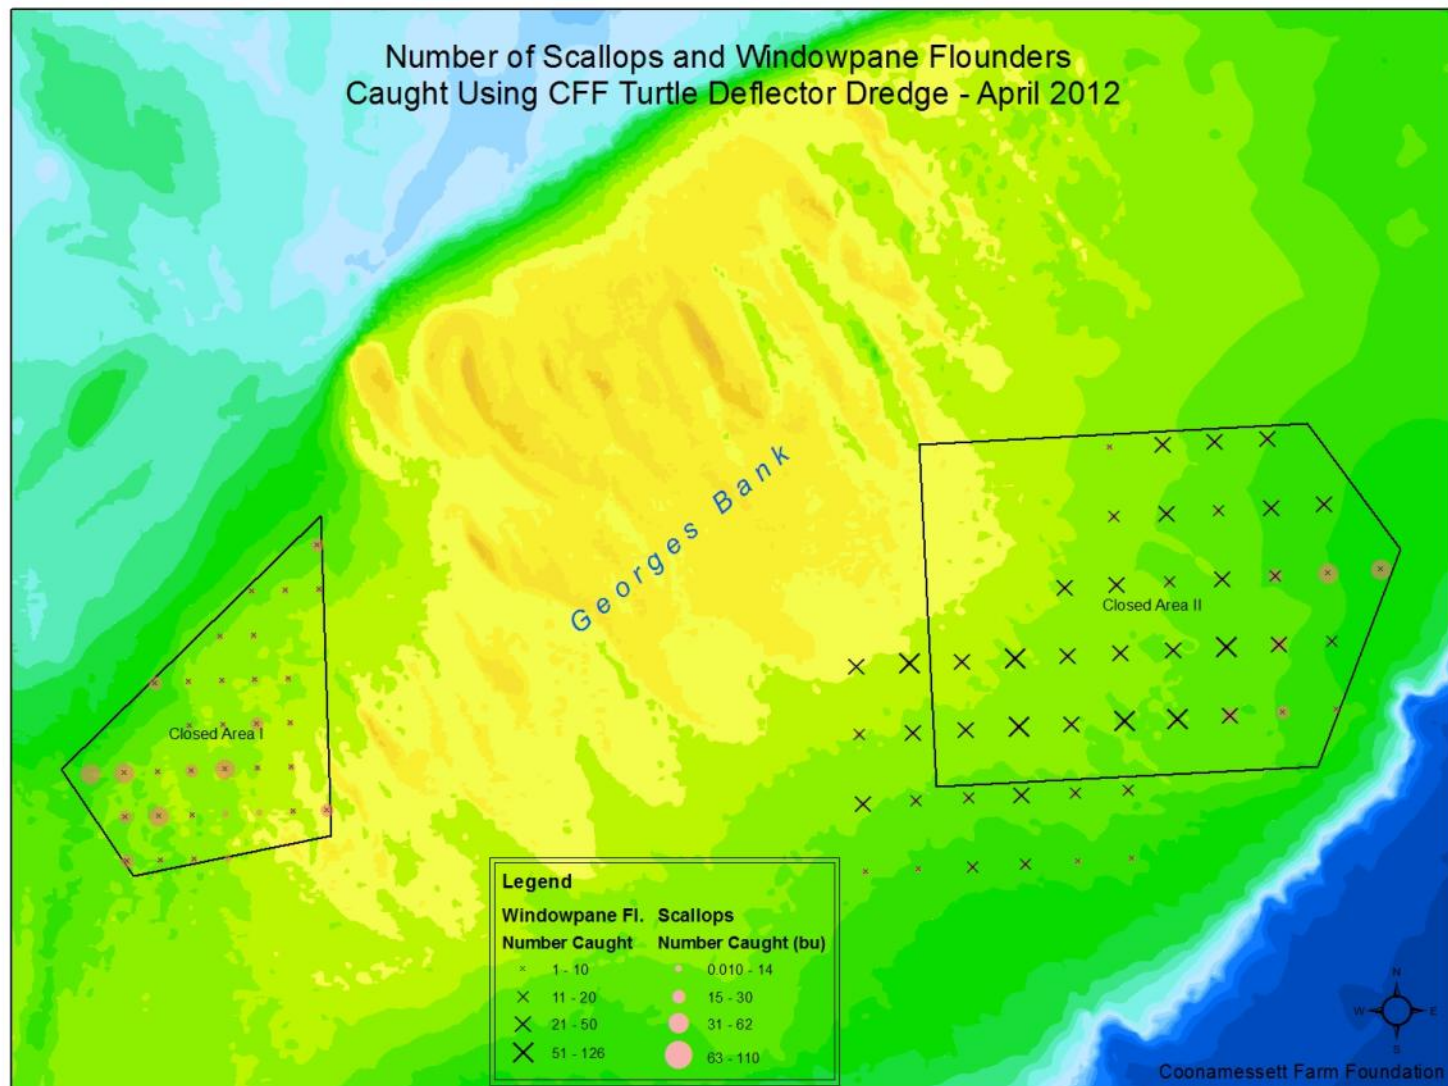 Number of Scallops and Windowpane Flounders
Caught Using CFF Turtle Deflector Dredge - April 2012
Georges Bank
Closed Area II
Closed Area I
Legend
Windowpane Fl. Scallops
Number Caught Number Caught (bu)
1 - 10 0.010 - 14
11 - 20 15 - 30
21 - 50 31 - 62
51 - 126 63 - 110
N
W E
S
Coonamessett Farm Foundation